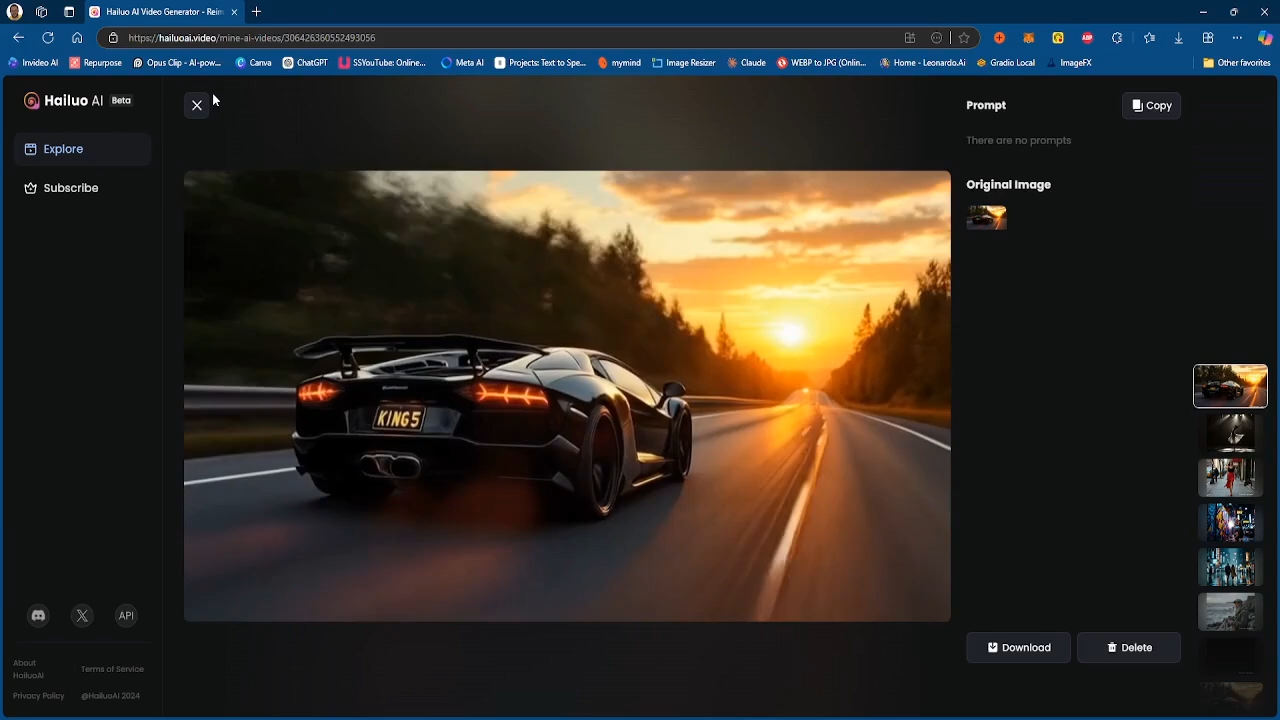 Hailuo AI Video Generator - Rein
https://hailuoai.video/mine-ai-videos/306426360552493056
ABP
Invideo AI
Repurpose
Opus Clip - AI-pow...
Canva
ChatGPT
SSYouTube: Online...
Meta AI
Projects: Text to Spe...
mymind
Image Resizer
Claude
WEBP to JPG (Onlin...
Home - Leonardo.Ai
Gradio Local
ImageFX
Other favorites
Hailuo AI
Beta
Explore
Subscribe
Prompt
Copy
There are no prompts
Original Image
KING5
Download
Delete
API
About
HailuoAi
Terms of Service
Privacy Policy
@HailuoAI 2024